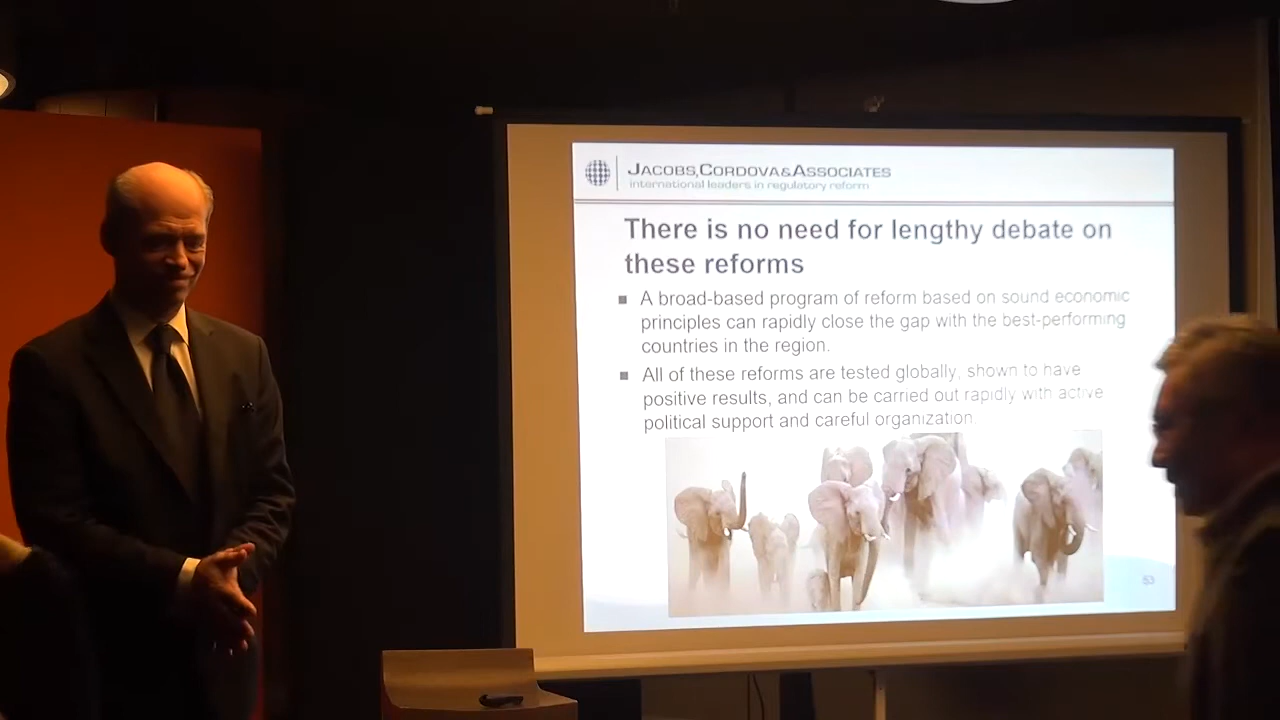 JACOBS,CORDOVA&ASSOCIATES
international leaders in regulatory reform
There is no need for lengthy debate on
these reforms
A broad-based program of reform based on sound economic
principles can rapidly close the gap with the best-performing
countries in the region.
All of these reforms are tested globally, shown to have
positive results, and can be carried out rapidly with active
political support and careful organization.
53